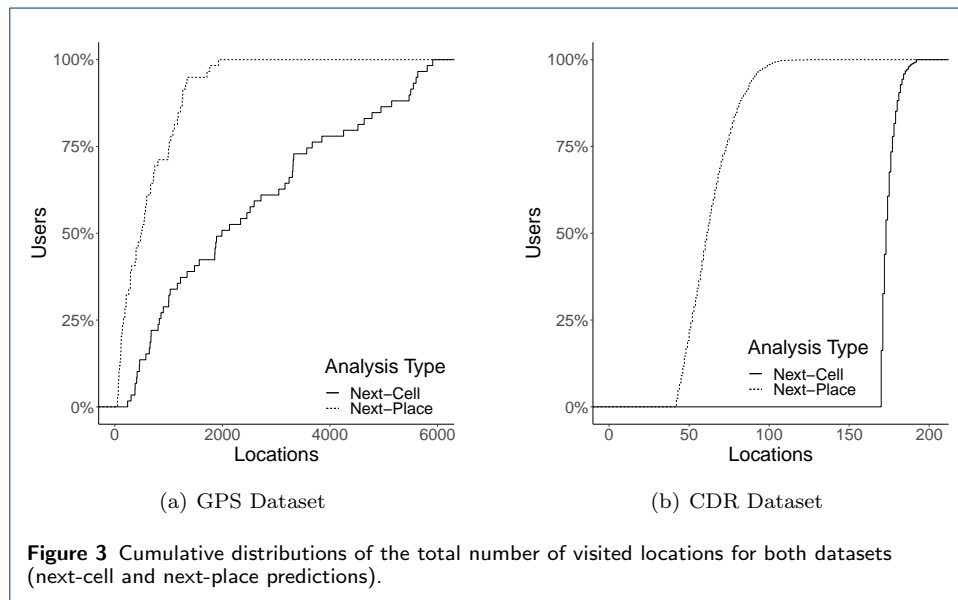 100%
75%
50%
25%
0%
Users
0
2000
4000
6000
Locations
Analysis Type
Next−Cell
Next−Place
(a) GPS Dataset
100%
75%
50%
25%
0%
Users
0
50
100
150
200
Locations
Analysis Type
Next−Cell
Next−Place
(b) CDR Dataset
Figure 3 Cumulative distributions of the total number of visited locations for both datasets
(next-cell and next-place predictions).